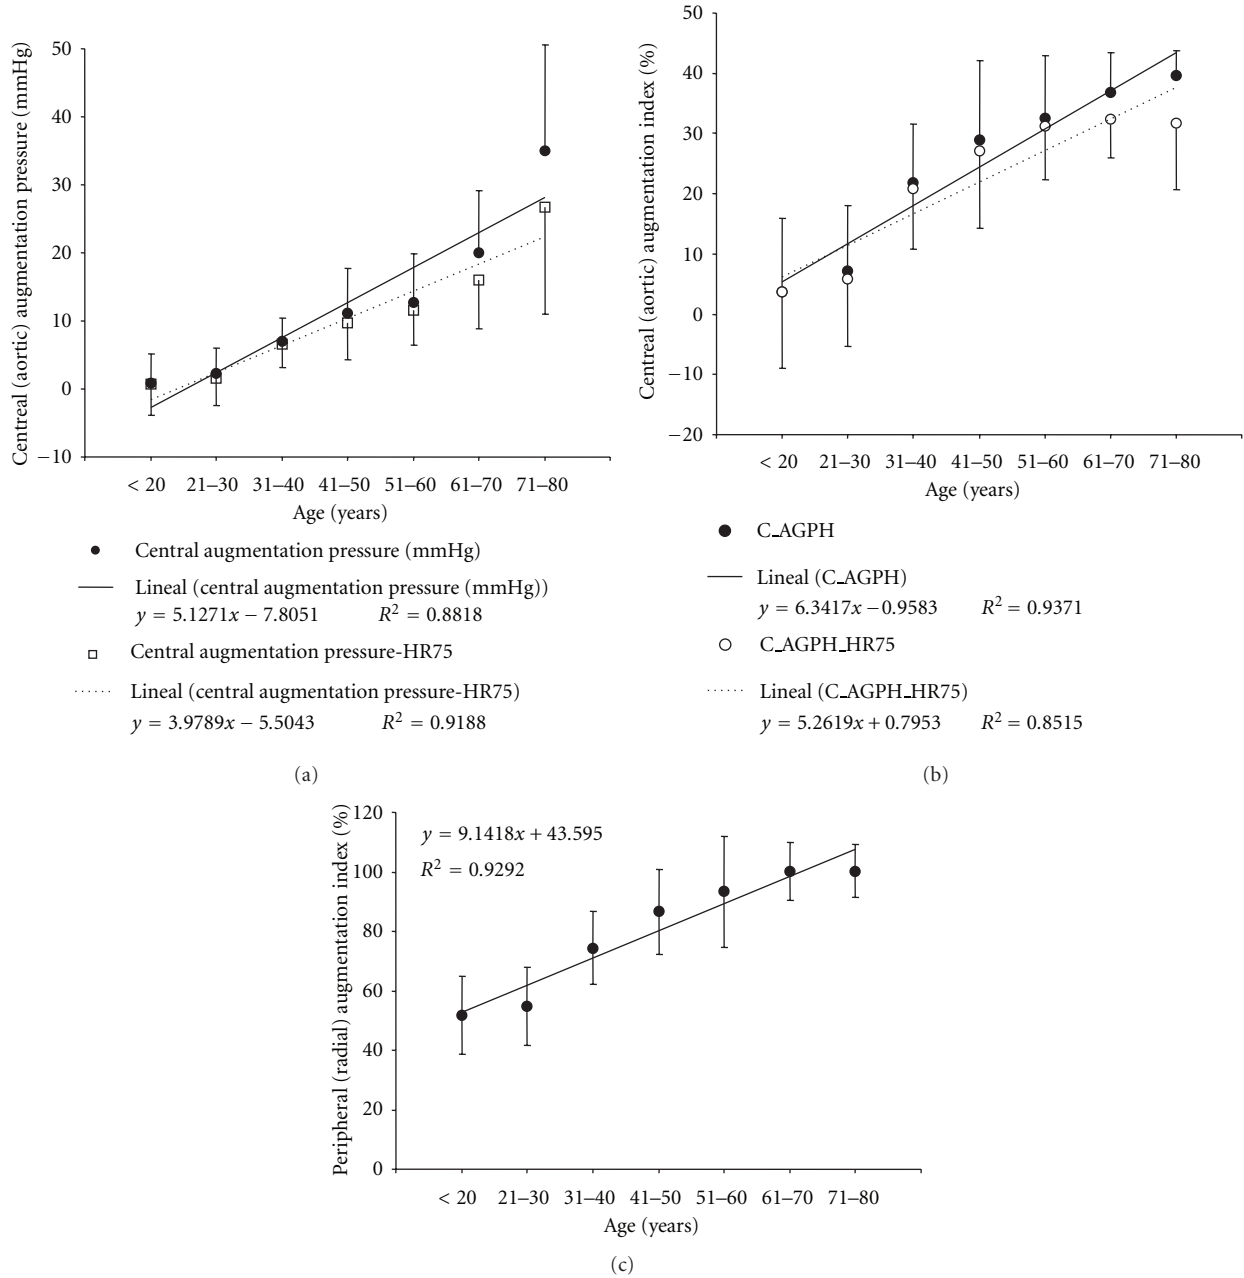 Centreal (aortic) augmentation pressure (mmHg)
50
40
30
20
10
0
−10
< 20 21–30 31–40 41–50 51–60 61–70 71–80
Age (years)
Central augmentation pressure (mmHg)
Lineal (central augmentation pressure (mmHg))
y = 5.1271x − 7.8051 R² = 0.8818
Central augmentation pressure-HR75
Lineal (central augmentation pressure-HR75)
y = 3.9789x − 5.5043 R² = 0.9188
(a)
Centreal (aortic) augmentation index (%)
50
40
30
20
10
0
−10
−20
< 20 21–30 31–40 41–50 51–60 61–70 71–80
Age (years)
C_AGPH
Lineal (C_AGPH)
y = 6.3417x − 0.9583 R² = 0.9371
C_AGPH_HR75
Lineal (C_AGPH_HR75)
y = 5.2619x + 0.7953 R² = 0.8515
(b)
Peripheral (radial) augmentation index (%)
120
100
80
60
40
20
0
y = 9.1418x + 43.595
R² = 0.9292
< 20 21–30 31–40 41–50 51–60 61–70 71–80
Age (years)
(c)